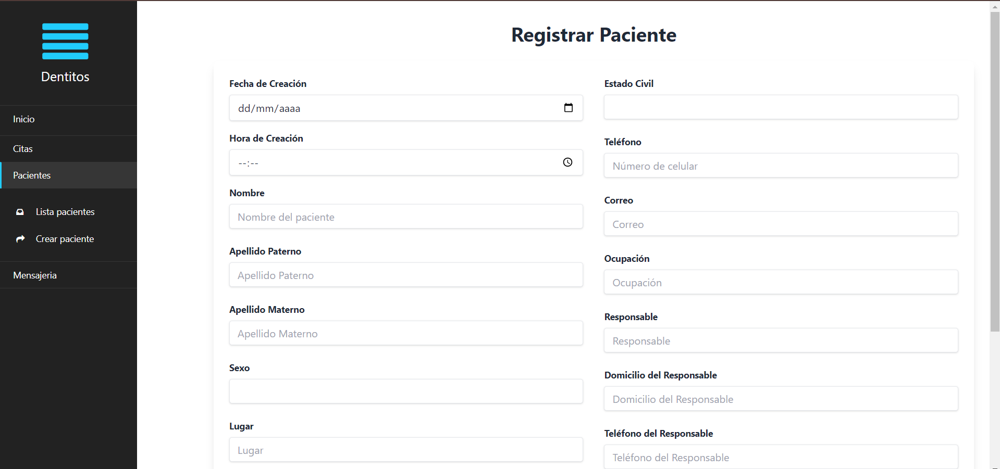 Dentitos
Inicio
Citas
Pacientes
Lista pacientes
Crear paciente
Mensajeria
Registrar Paciente
Fecha de Creación
dd/mm/aaaa
Hora de Creación
--:--
Nombre
Nombre del paciente
Apellido Paterno
Apellido Paterno
Apellido Materno
Apellido Materno
Sexo
Lugar
Lugar
Estado Civil
Teléfono
Número de celular
Correo
Correo
Ocupación
Ocupación
Responsable
Responsable
Domicilio del Responsable
Domicilio del Responsable
Teléfono del Responsable
Teléfono del Responsable